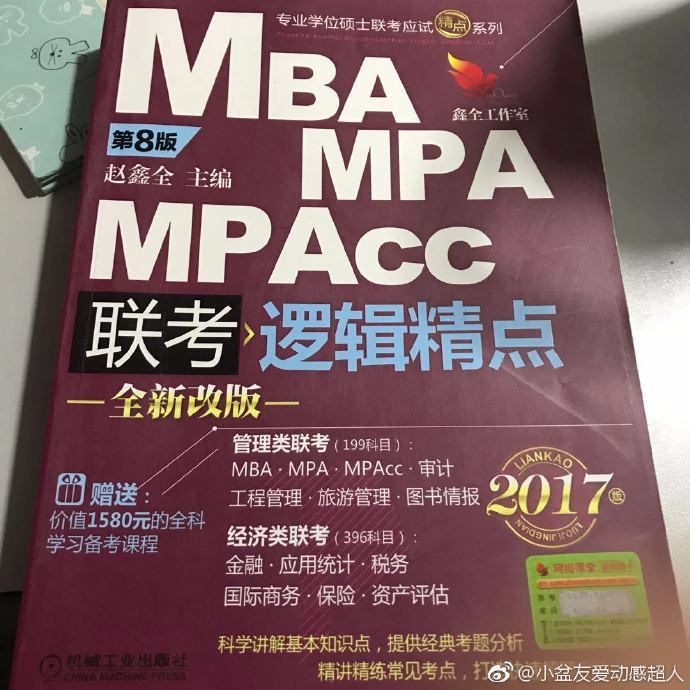 专业学位硕士联考应试精点系列
MBA
鑫全工作室
第8版
MPA
赵鑫全 主编
MPAcc
联考 逻辑精点
全新改版
管理类联考(199科目):
MBA·MPA·MPAcc·审计
工程管理·旅游管理·图书情报
赠送:
价值1580元的全科
学习备考课程
经济类联考(396科目):
金融·应用统计·税务
国际商务·保险·资产评估
LIANKAO
2017版
LUOJIJINGDIAN
网络课堂
科学讲解基本知识点,提供经典考题分析
精讲精练常见考点,打
机械工业出版社
CHINA MACHINE PRESS
@小盆友爱动感超人